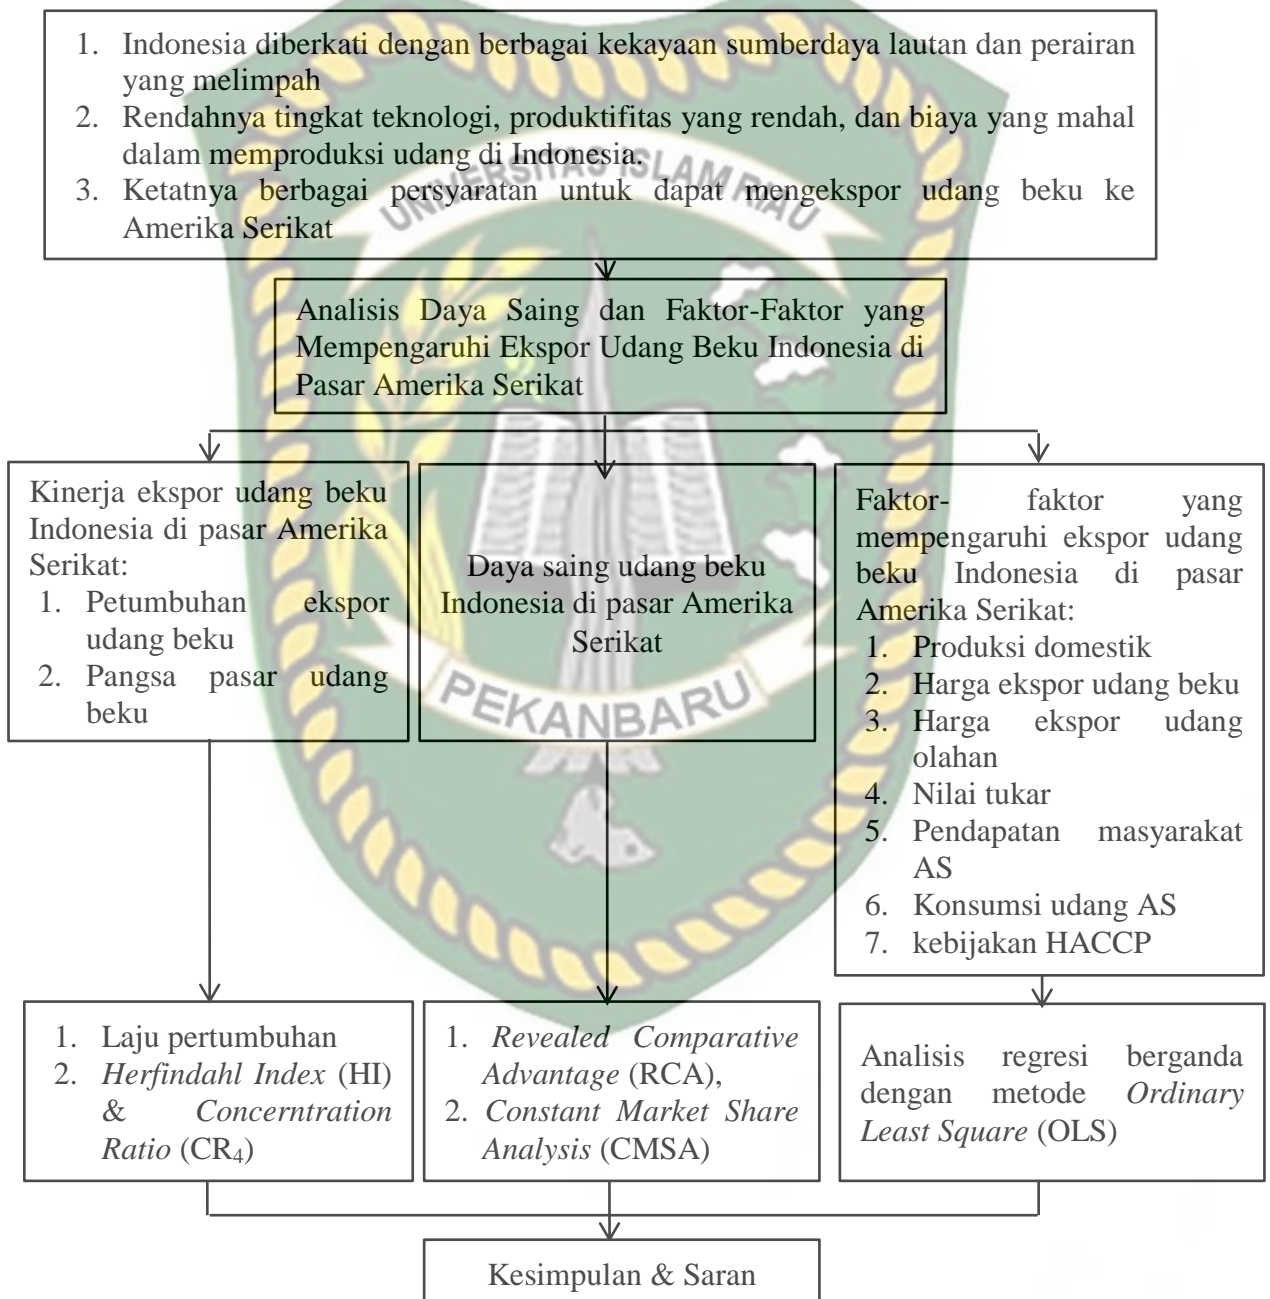 1. Indonesia diberkati dengan berbagai kekayaan sumberdaya lautan dan perairan
yang melimpah
2. Rendahnya tingkat teknologi, produktifitas yang rendah, dan biaya yang mahal
dalam memproduksi udang di Indonesia.
3. Ketatnya berbagai persyaratan untuk dapat mengekspor udang beku ke
Amerika Serikat
UNIVERSITAS ISLAM RIAU
Analisis Daya Saing dan Faktor-Faktor yang
Mempengaruhi Ekspor Udang Beku Indonesia di
Pasar Amerika Serikat
Kinerja ekspor udang beku
Indonesia di pasar Amerika
Serikat:
1. Petumbuhan ekspor
udang beku
2. Pangsa pasar udang
beku
Daya saing udang beku
Indonesia di pasar Amerika
Serikat
PEKANBARU
Faktor- faktor yang
mempengaruhi ekspor udang
beku Indonesia di pasar
Amerika Serikat:
1. Produksi domestik
2. Harga ekspor udang beku
3. Harga ekspor udang
olahan
4. Nilai tukar
5. Pendapatan masyarakat
AS
6. Konsumsi udang AS
7. kebijakan HACCP
1. Laju pertumbuhan
2. Herfindahl Index (HI)
& Concerntration
Ratio (CR₄)
1. Revealed Comparative
Advantage (RCA),
2. Constant Market Share
Analysis (CMSA)
Analisis regresi berganda
dengan metode Ordinary
Least Square (OLS)
Kesimpulan & Saran